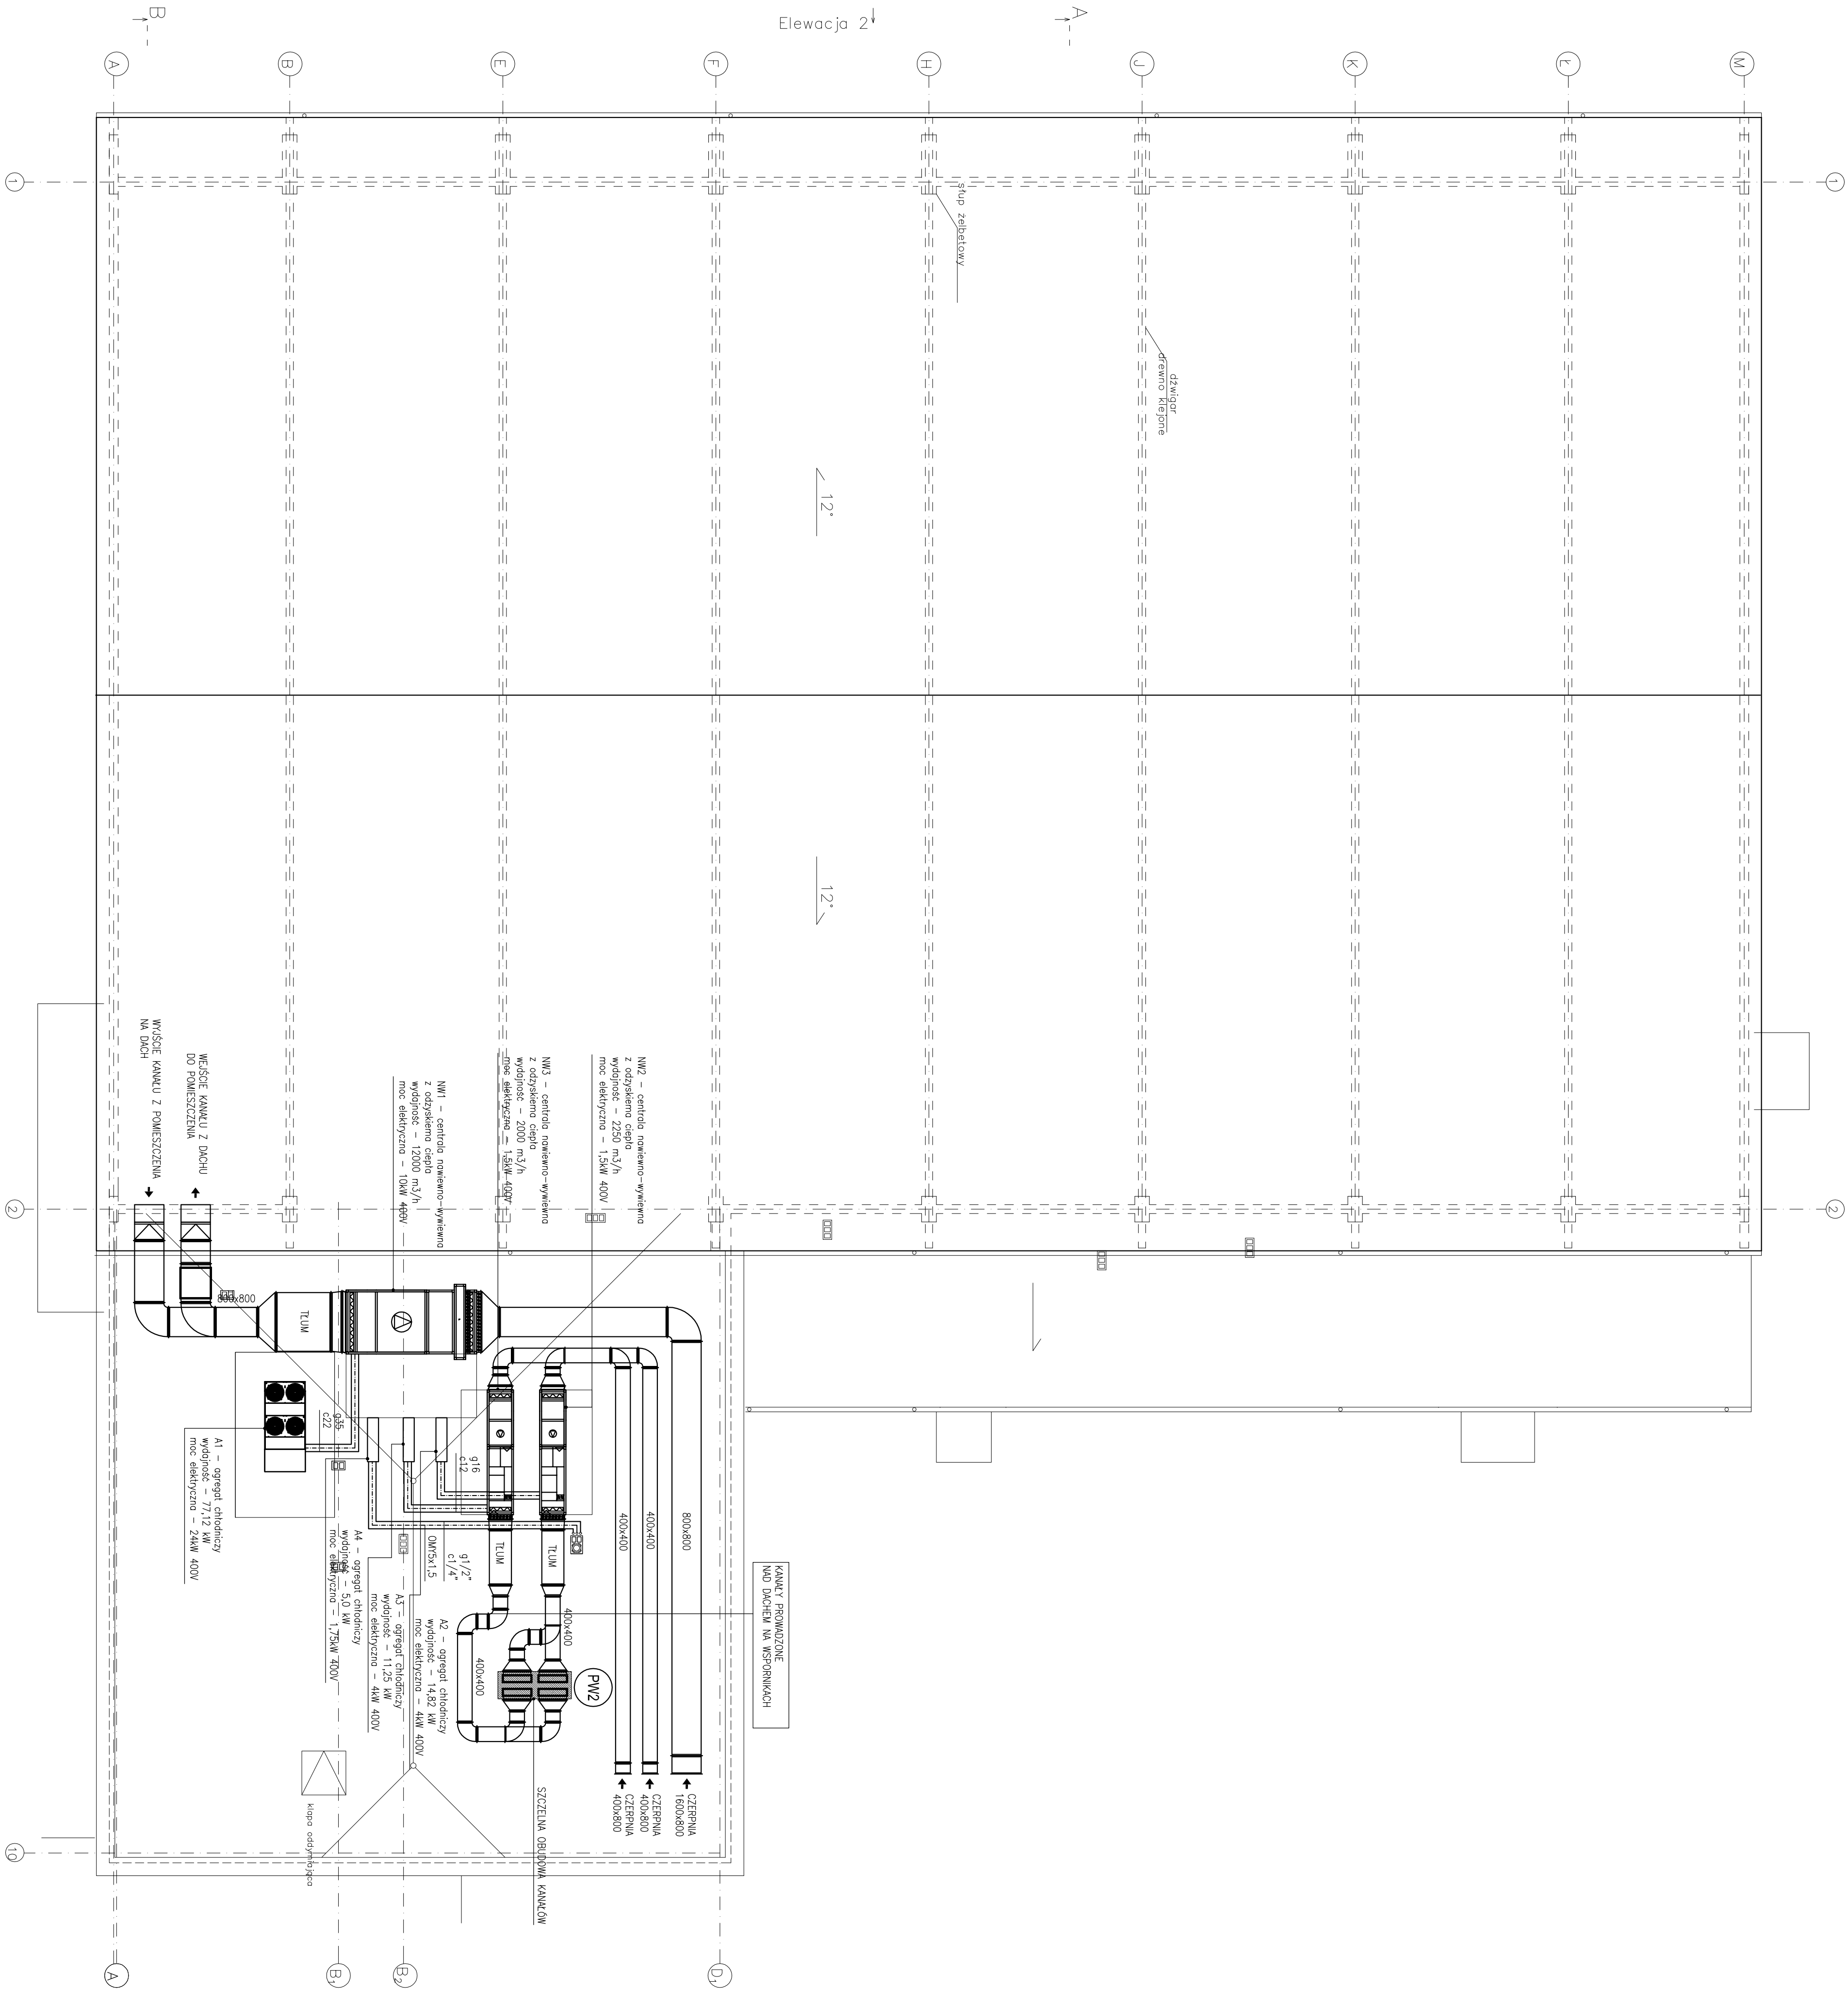 B
Elewacja 2
A
A
B
E
F
H
J
K
Ł
M
1
1
słup żelbetowy
dźwigar
drewno klejone
12°
12°
WYJŚCIE KANAŁU Z POMIESZCZENIA
NA DACH
WEJŚCIE KANAŁU Z DACHU
DO POMIESZCZENIA
NW1 - centrala nawiewno-wywiewna
z odzyskiema ciepła
wydajność - 12000 m3/h
moc elektryczna - 10kW 400V
NW3 - centrala nawiewno-wywiewna
z odzyskiema ciepła
wydajność - 2000 m3/h
moc elektryczna - 1,5kW 400V
NW2 - centrala nawiewno-wywiewna
z odzyskiema ciepła
wydajność - 2250 m3/h
moc elektryczna - 1,5kW 400V
2
2
800x800
TŁUM
g35
c22
g16
c12
A1 - agregat chłodniczy
wydajność - 77,12 kW
moc elektryczna - 24kW 400V
A4 - agregat chłodniczy
wydajność - 5,0 kW
moc elektryczna - 1,75kW 400V
A3 - agregat chłodniczy
wydajność - 11,25 kW
moc elektryczna - 4kW 400V
A2 - agregat chłodniczy
wydajność - 14,82 kW
moc elektryczna - 4kW 400V
OMY5x1,5
g1/2"
c1/4"
TŁUM
TŁUM
400x400
400x400
800x800
400x400
400x400
PW2
KANAŁY PROWADZONE
NAD DACHEM NA WSPORNIKACH
SZCZELNA OBUDOWA KANAŁÓW
CZERPNIA
400x800
CZERPNIA
400x800
CZERPNIA
1600x800
klapa oddymiająca
10
A
B1
B2
D1